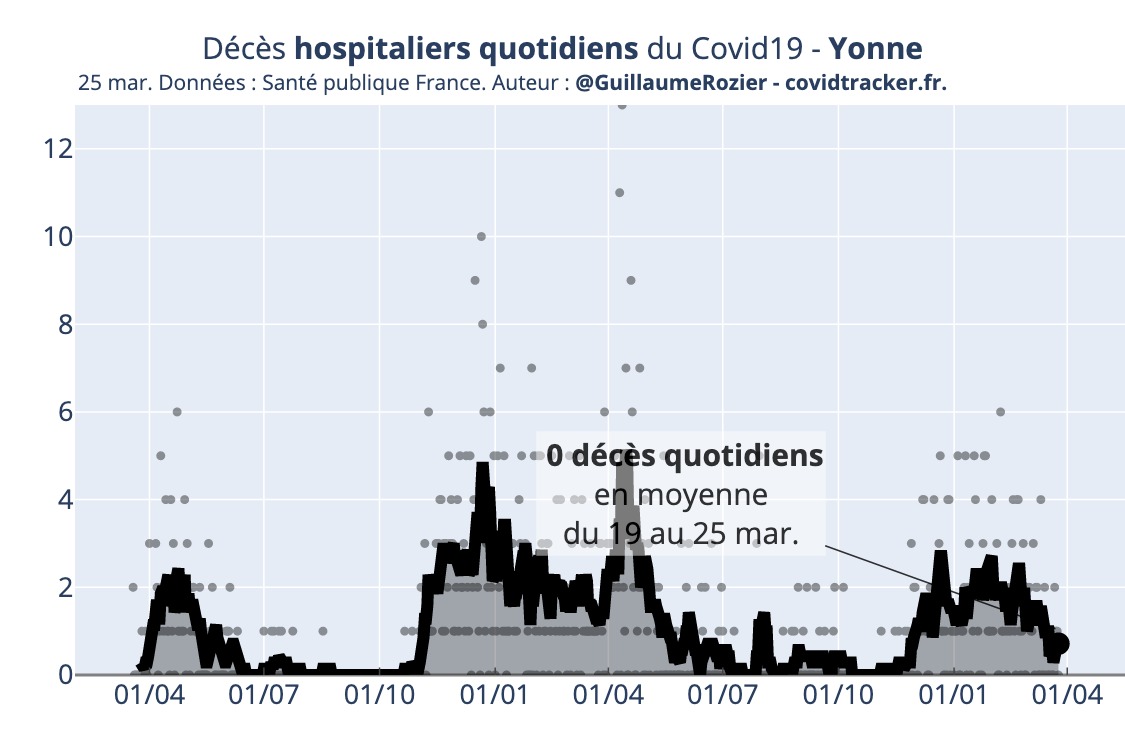 Décès hospitaliers quotidiens du Covid19 - Yonne
25 mar. Données : Santé publique France. Auteur : @GuillaumeRozier - covidtracker.fr.
12
10
8
6
4
2
0
0 décès quotidiens
en moyenne
du 19 au 25 mar.
01/04 01/07 01/10 01/01 01/04 01/07 01/10 01/01 01/04